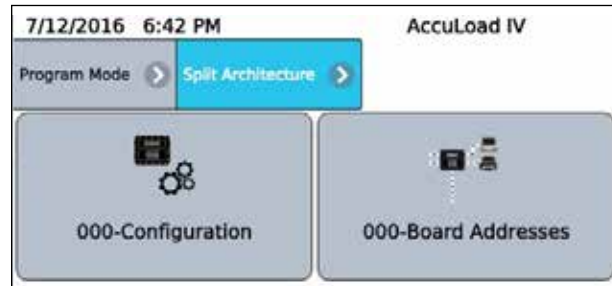 7/12/2016 6:42 PM AccuLoad IV
Program Mode Split Architecture
000-Configuration 000-Board Addresses